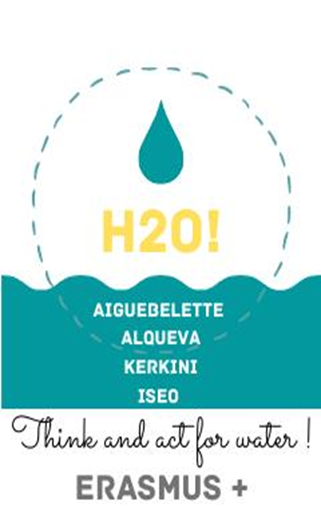 H2O!
AIGUEBELETTE
ALQUEVA
KERKINI
ISEO
Think and act for water !
ERASMUS +